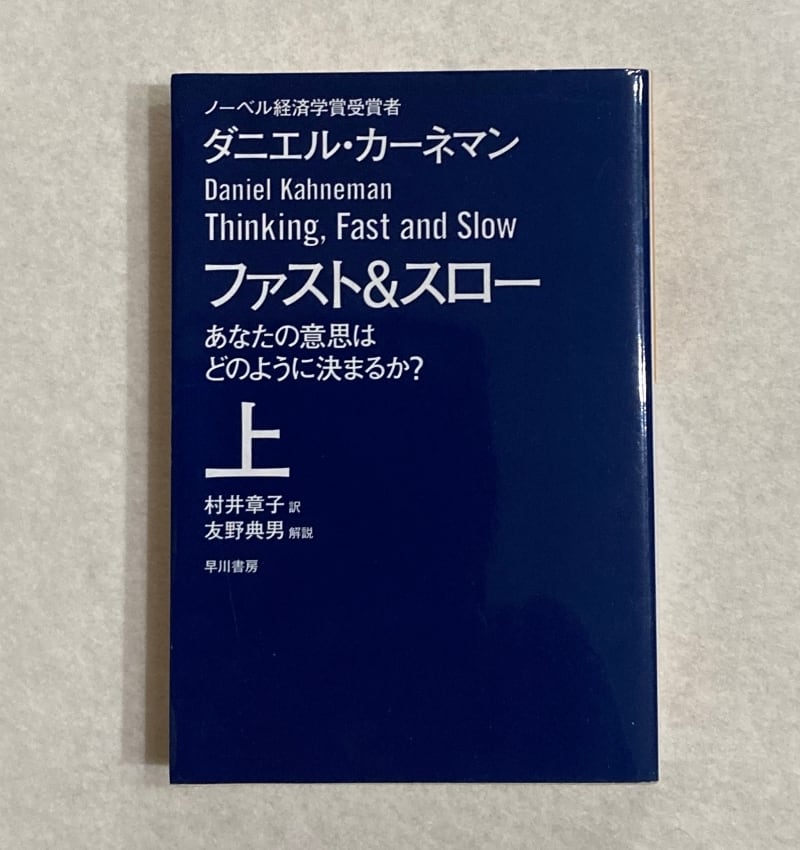 ノーベル経済学賞受賞者
ダニエル・カーネマン
Daniel Kahneman
Thinking, Fast and Slow
ファスト&スロー
あなたの意思は
どのように決まるか?
上
村井章子 訳
友野典男 解説
早川書房